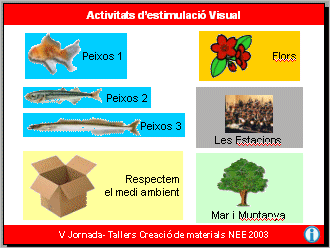 Activitats d'estimulació Visual
Peixos 1
Flors
Peixos 2
Peixos 3
Les Estacions
Respectem
el medi ambient
Mar i Muntanya
V Jornada- Tallers Creació de materials NEE 2003
i